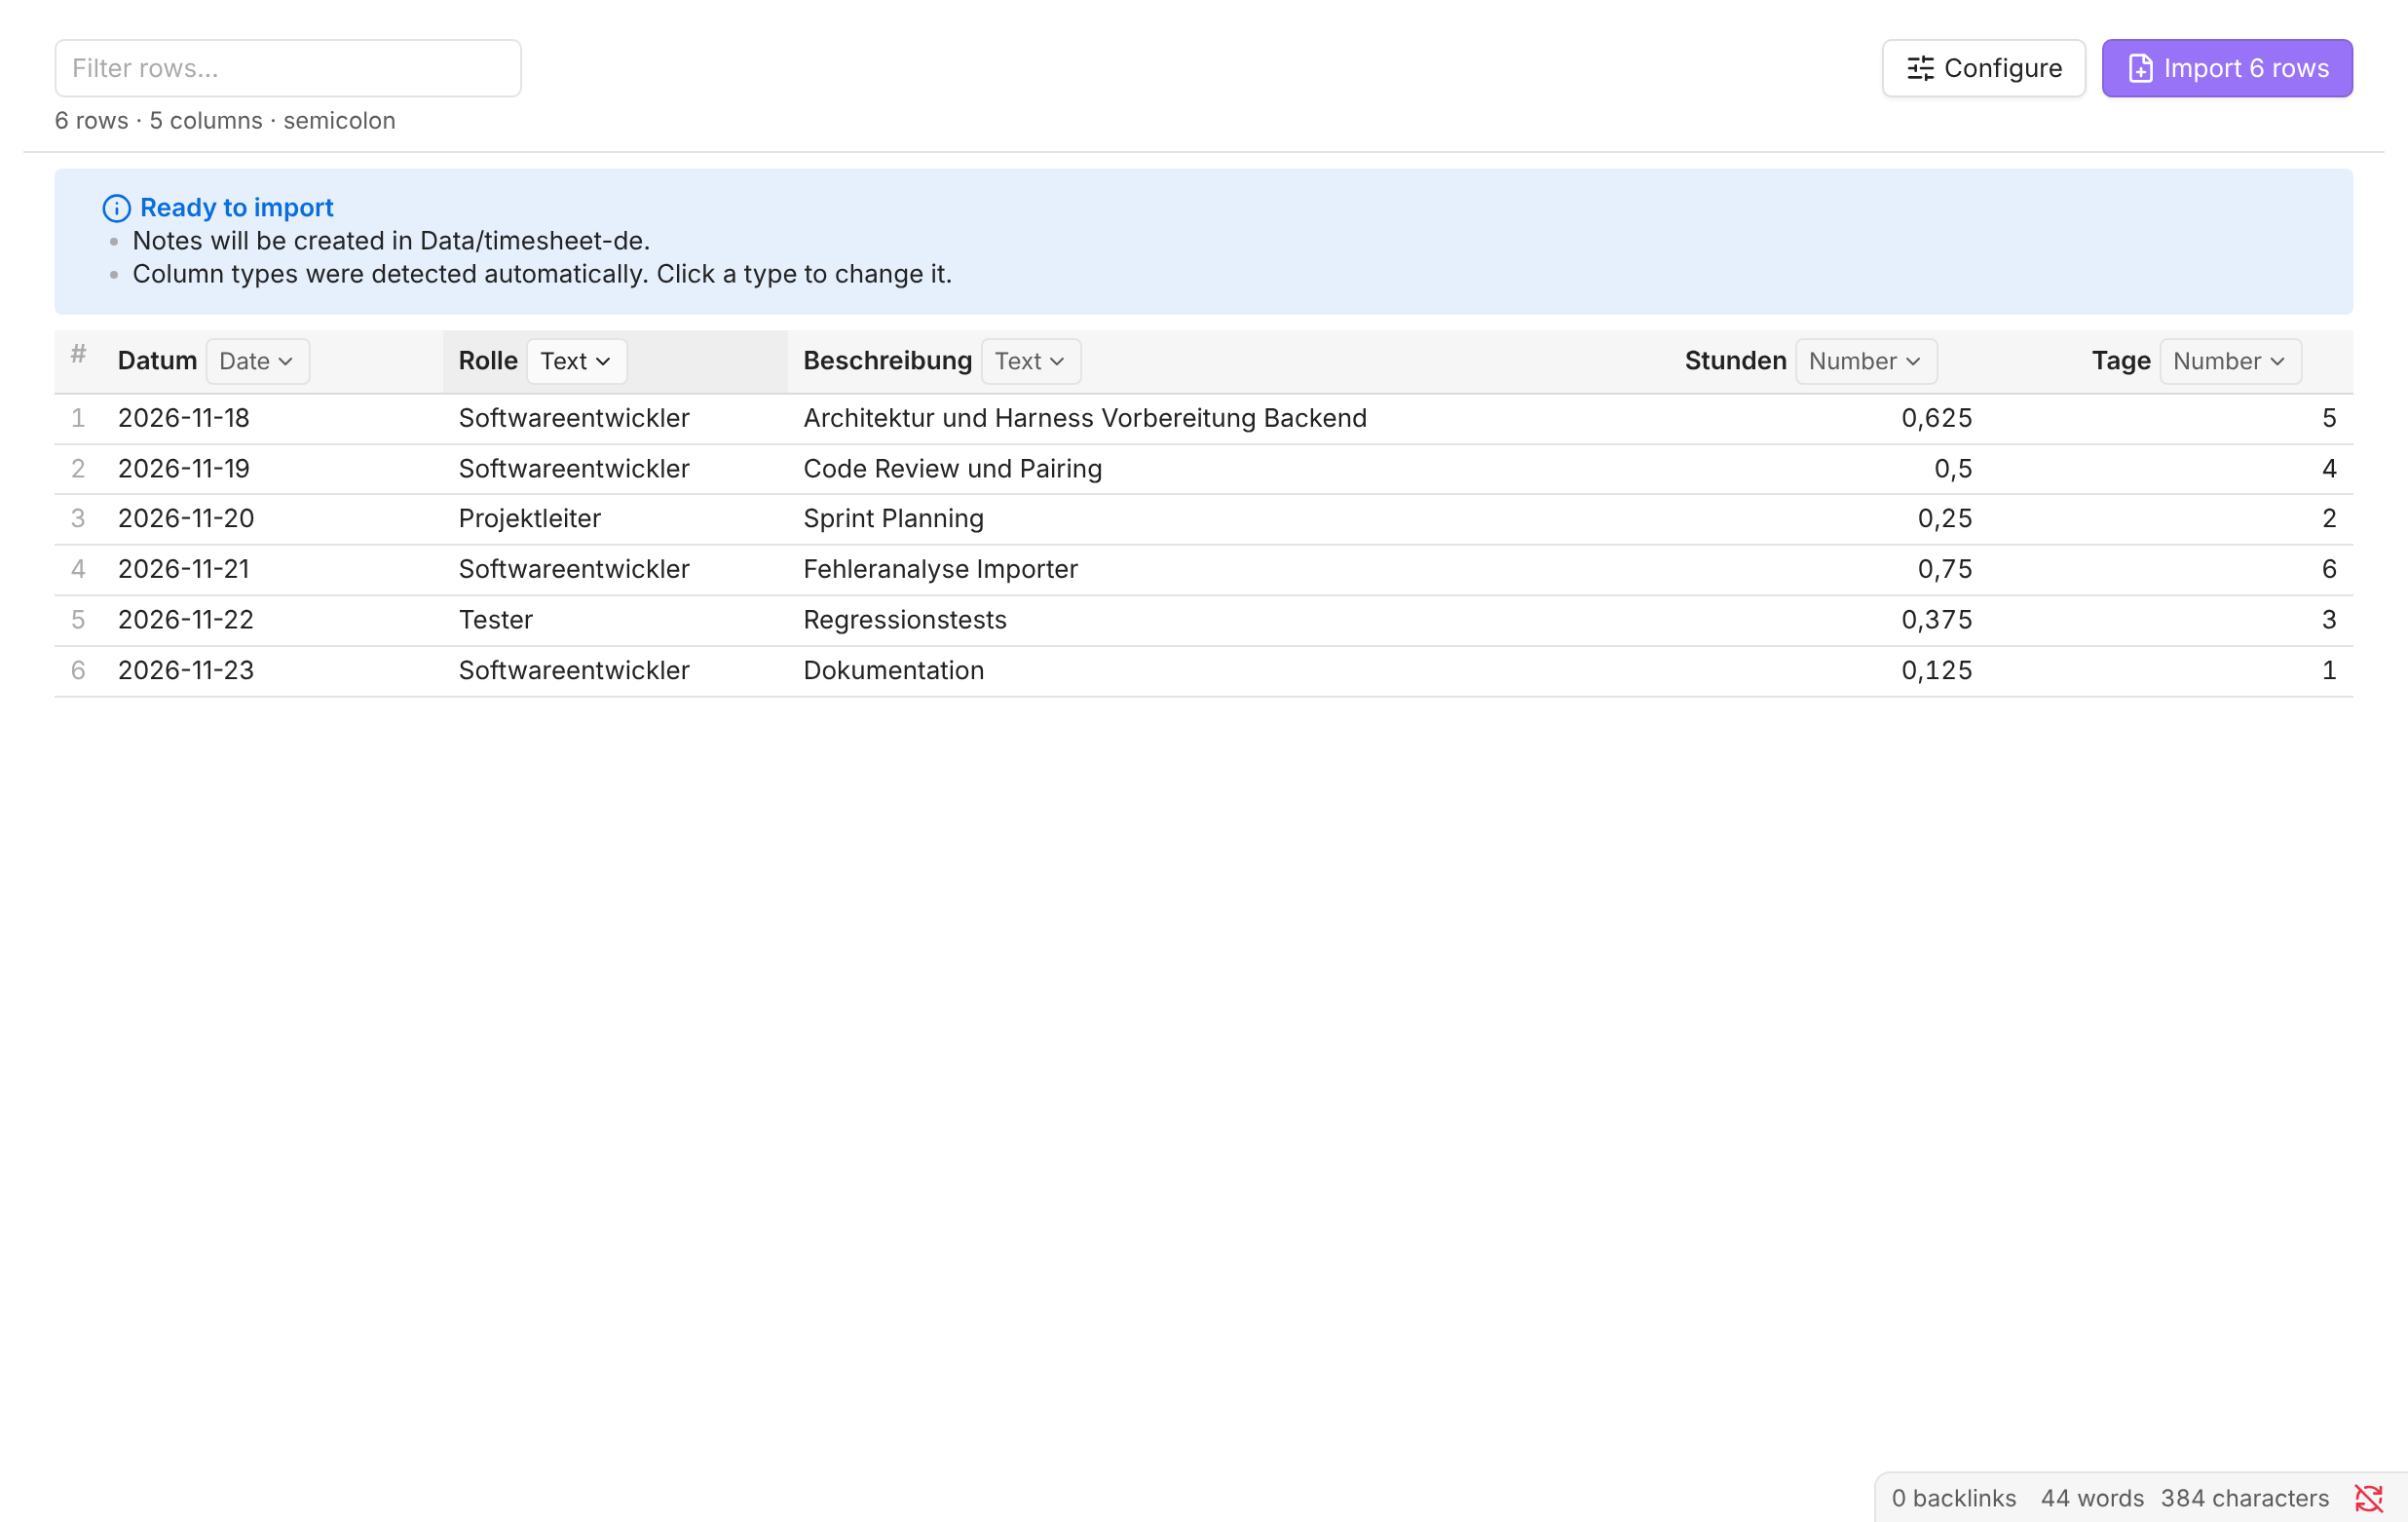 Filter rows...
Configure
Import 6 rows
6 rows · 5 columns · semicolon
Ready to import
Notes will be created in Data/timesheet-de.
Column types were detected automatically. Click a type to change it.
# Datum Date Rolle Text Beschreibung Text Stunden Number Tage Number
1 2026-11-18 Softwareentwickler Architektur und Harness Vorbereitung Backend 0,625 5
2 2026-11-19 Softwareentwickler Code Review und Pairing 0,5 4
3 2026-11-20 Projektleiter Sprint Planning 0,25 2
4 2026-11-21 Softwareentwickler Fehleranalyse Importer 0,75 6
5 2026-11-22 Tester Regressionstests 0,375 3
6 2026-11-23 Softwareentwickler Dokumentation 0,125 1
0 backlinks 44 words 384 characters